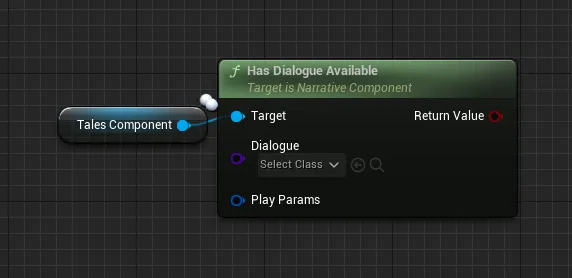 Has Dialogue Available
Target is Narrative Component
Tales Component
Target
Return Value
Dialogue
Select Class
Play Params